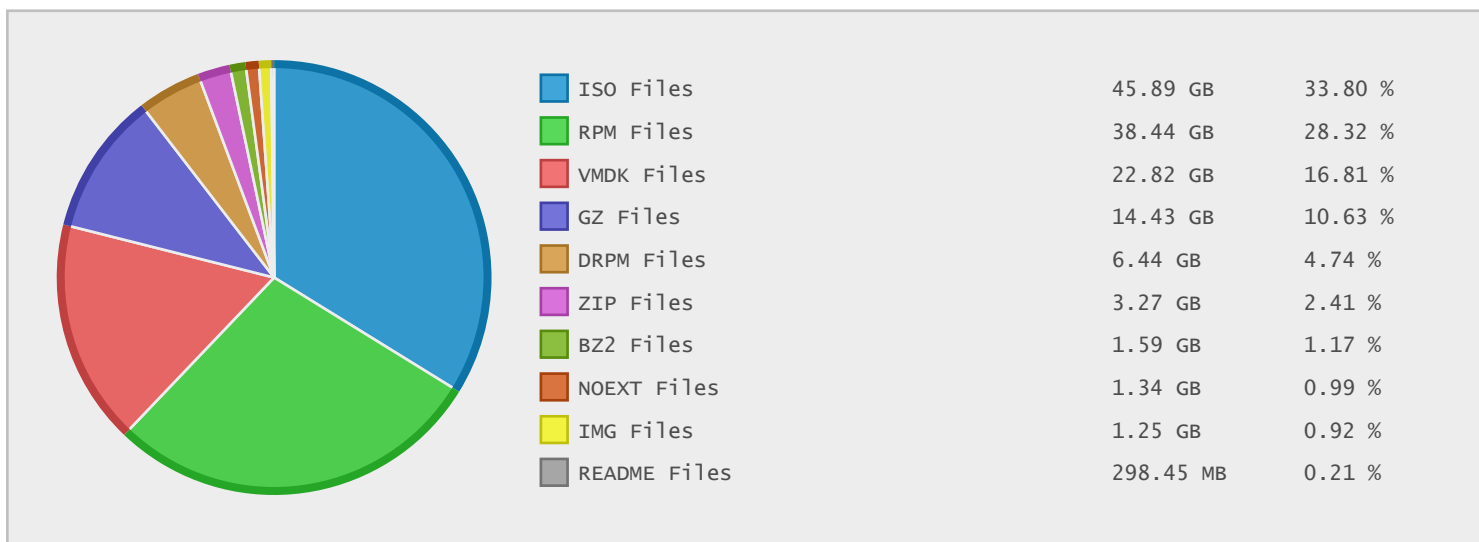 ISO Files 45.89 GB 33.80 %
RPM Files 38.44 GB 28.32 %
VMDK Files 22.82 GB 16.81 %
GZ Files 14.43 GB 10.63 %
DRPM Files 6.44 GB 4.74 %
ZIP Files 3.27 GB 2.41 %
BZ2 Files 1.59 GB 1.17 %
NOEXT Files 1.34 GB 0.99 %
IMG Files 1.25 GB 0.92 %
README Files 298.45 MB 0.21 %